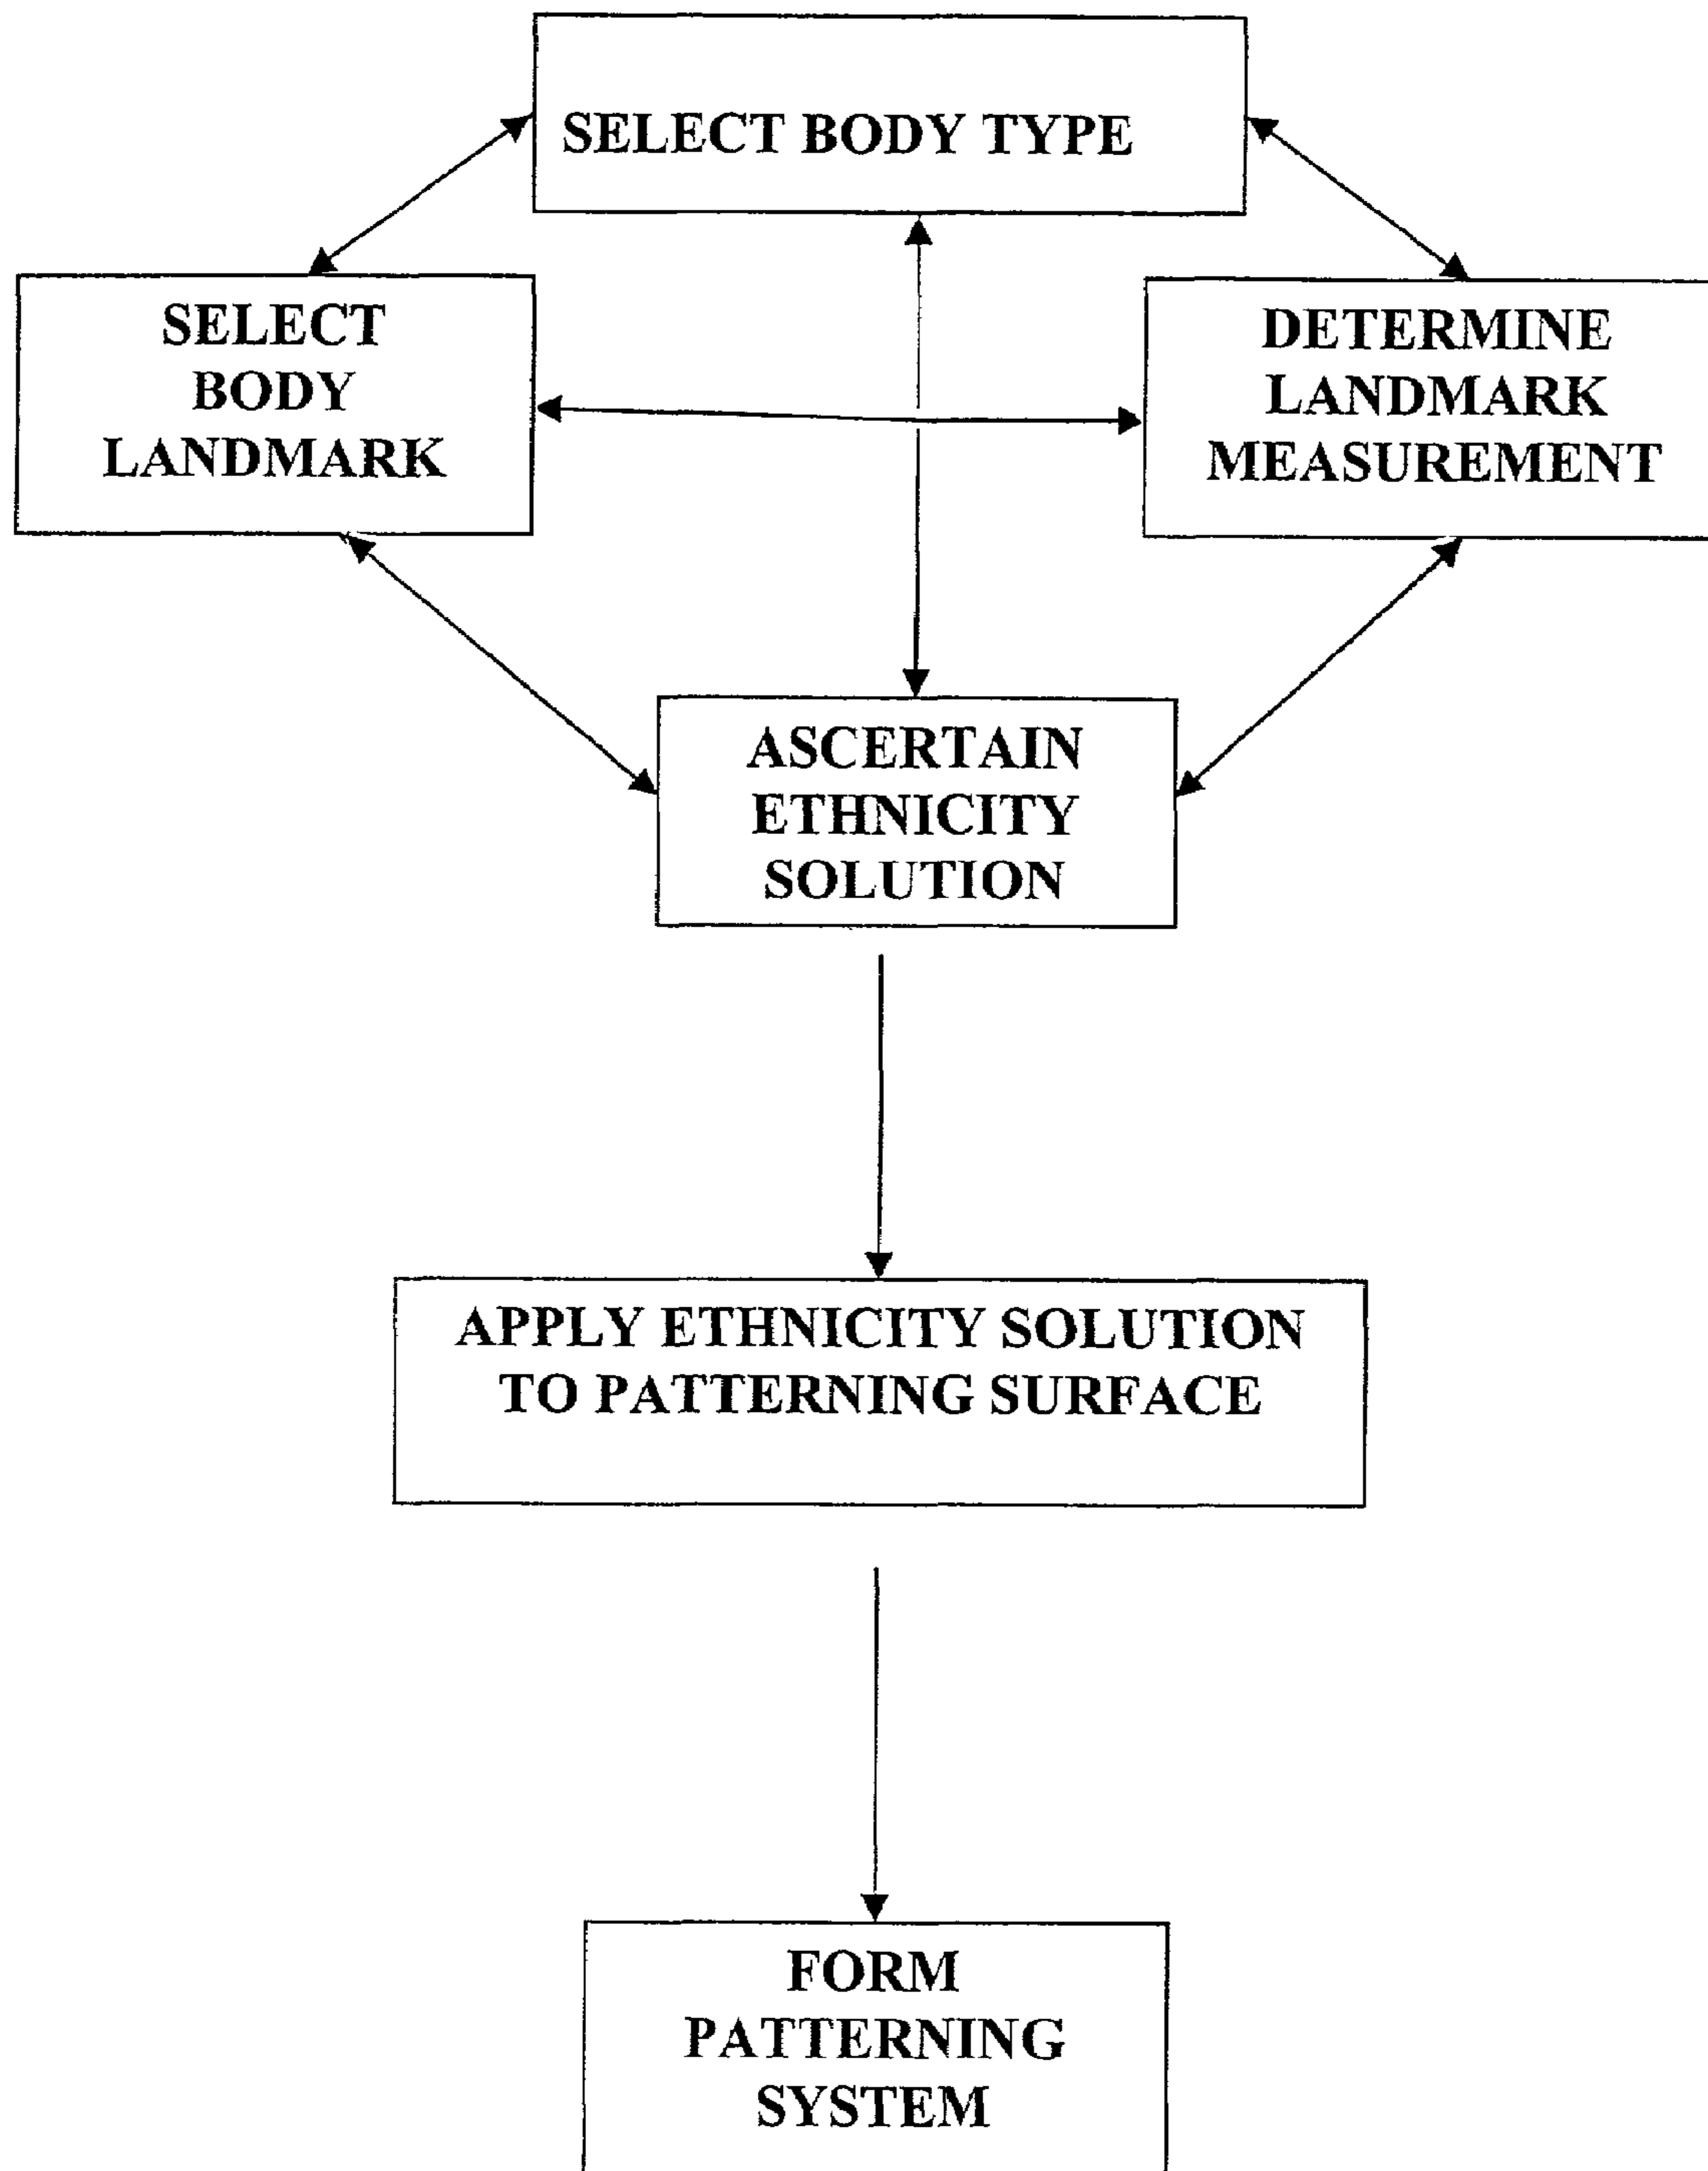 SELECT BODY TYPE
SELECT
BODY
LANDMARK
DETERMINE
LANDMARK
MEASUREMENT
ASCERTAIN
ETHNICITY
SOLUTION
APPLY ETHNICITY SOLUTION
TO PATTERNING SURFACE
FORM
PATTERNING
SYSTEM